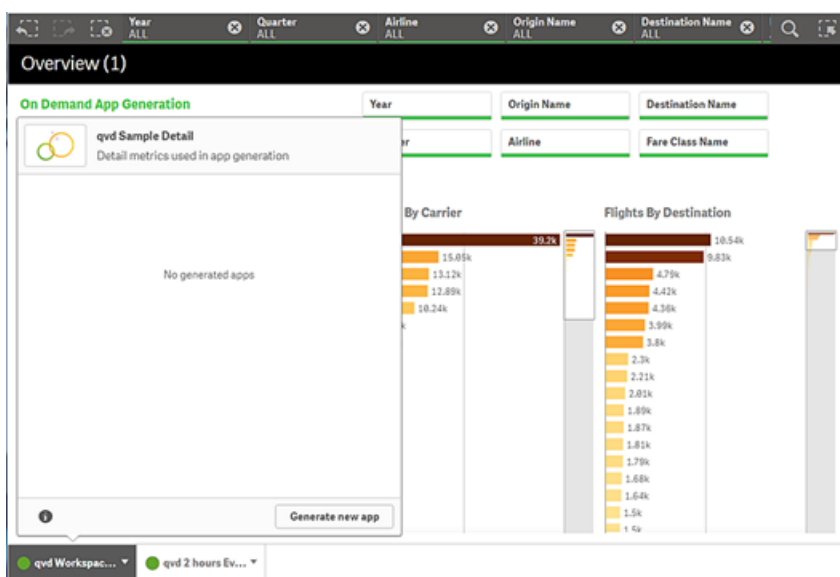 Year
ALL
Quarter
ALL
Airline
ALL
Origin Name
ALL
Destination Name
ALL
Overview (1)
On Demand App Generation
Year
Origin Name
Destination Name
qvd Sample Detail
Detail metrics used in app generation
er
Airline
Fare Class Name
By Carrier
Flights By Destination
39.2k
15.05k
13.12k
12.89k
10.24k
k
10.54k
9.83k
4.79k
4.42k
4.36k
3.99k
3.8k
2.3k
2.21k
2.01k
1.89k
1.87k
1.81k
1.79k
1.68k
1.64k
1.5k
1.5k
No generated apps
Generate new app
qvd Workspac...
qvd 2 hours Ev...